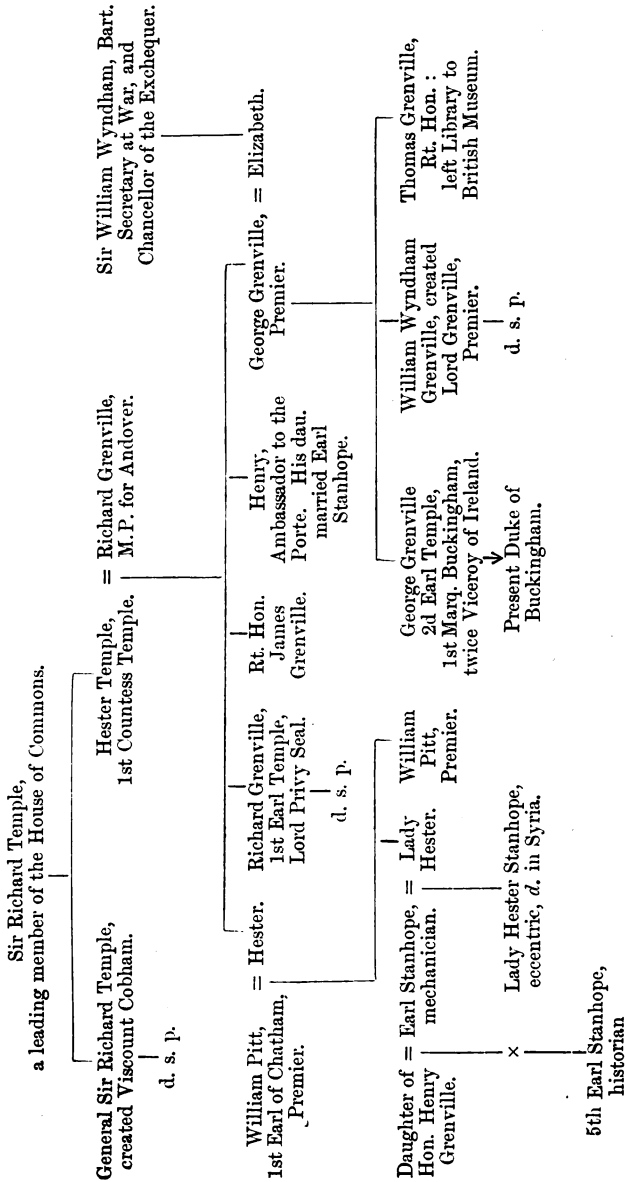 Sir Richard Temple,
a leading member of the House of Commons.
General Sir Richard Temple,
created Viscount Cobham.
d. s. p.
Hester Temple,
1st Countess Temple.
= Richard Grenville,
M.P. for Andover.
Sir William Wyndham, Bart.
Secretary at War, and
Chancellor of the Exchequer.
William Pitt,
1st Earl of Chatham,
Premier.
= Hester.
Richard Grenville,
1st Earl Temple,
Lord Privy Seal.
d. s. p.
Rt. Hon.
James
Grenville.
Henry,
Ambassador to the
Porte. His dau.
married Earl
Stanhope.
George Grenville,
Premier.
= Elizabeth.
Daughter of
Hon. Henry
Grenville.
= Earl Stanhope,
mechanician.
= Lady
Hester.
William
Pitt,
Premier.
George Grenville
2d Earl Temple,
1st Marq. Buckingham,
twice Viceroy of Ireland.
William Wyndham
Grenville, created
Lord Grenville,
Premier.
d. s. p.
Thomas Grenville,
Rt. Hon. :
left Library to
British Museum.
×
Lady Hester Stanhope,
eccentric, d. in Syria.
Present Duke of
Buckingham.
5th Earl Stanhope,
historian